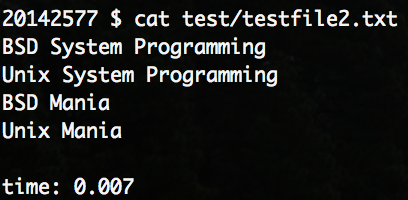 20142577 $ cat test/testfile2.txt
BSD System Programming
Unix System Programming
BSD Mania
Unix Mania
time: 0.007